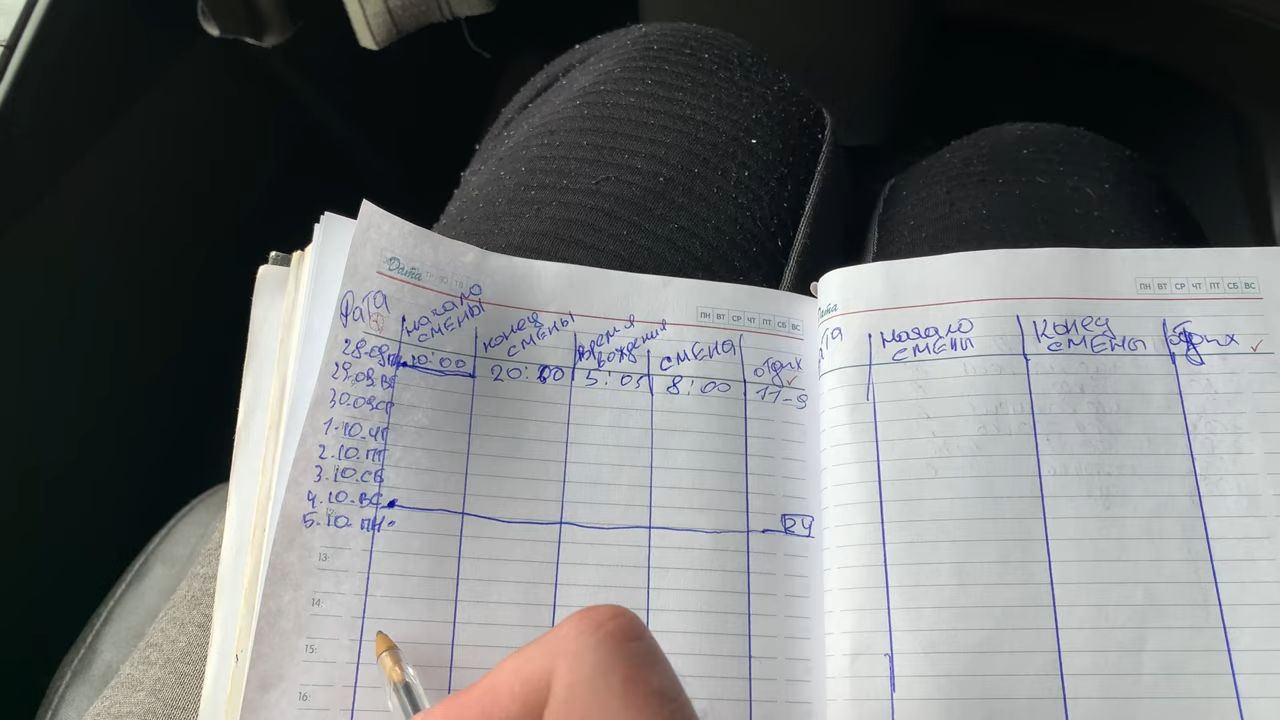 Дата
ПН ВТ СР ЧТ ПТ СБ ВС
Дата начало смены конец смены время вождения смена отдых ✓
28.09 10:00 20:00 5:05 8:00 11-9
29.09.ВС
30.09.СР
1.10.ЧТ
2.10.ПТ
3.10.СБ
4.10.ВС 24
5.10.ПН
13:
14:
15:
16:
Дата
ПН ВТ СР ЧТ ПТ СБ ВС
начало смены конец смены отдых ✓